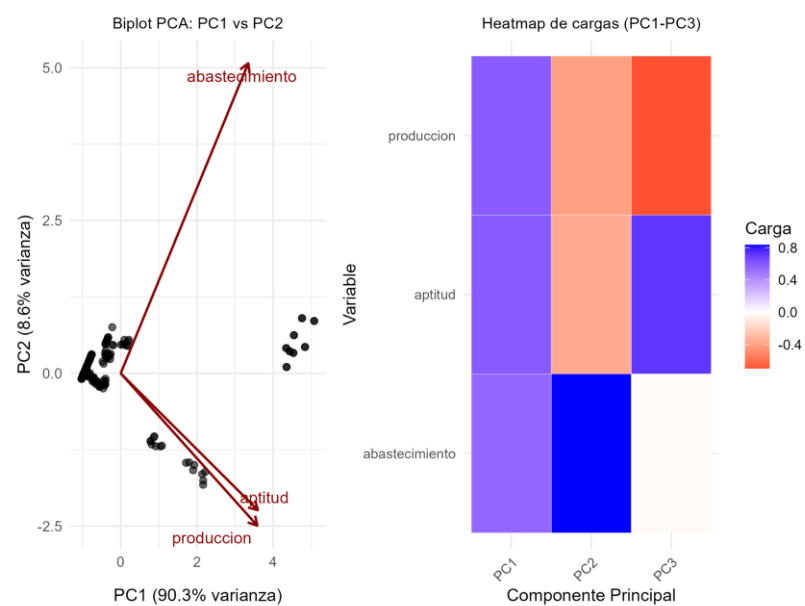 Biplot PCA: PC1 vs PC2
PC2 (8.6% varianza)
5.0
2.5
0.0
-2.5
abastecimiento
aptitud
produccion
0
2
4
PC1 (90.3% varianza)
Heatmap de cargas (PC1-PC3)
Variable
produccion
aptitud
abastecimiento
PC1
PC2
PC3
Componente Principal
Carga
0.8
0.4
0.0
-0.4